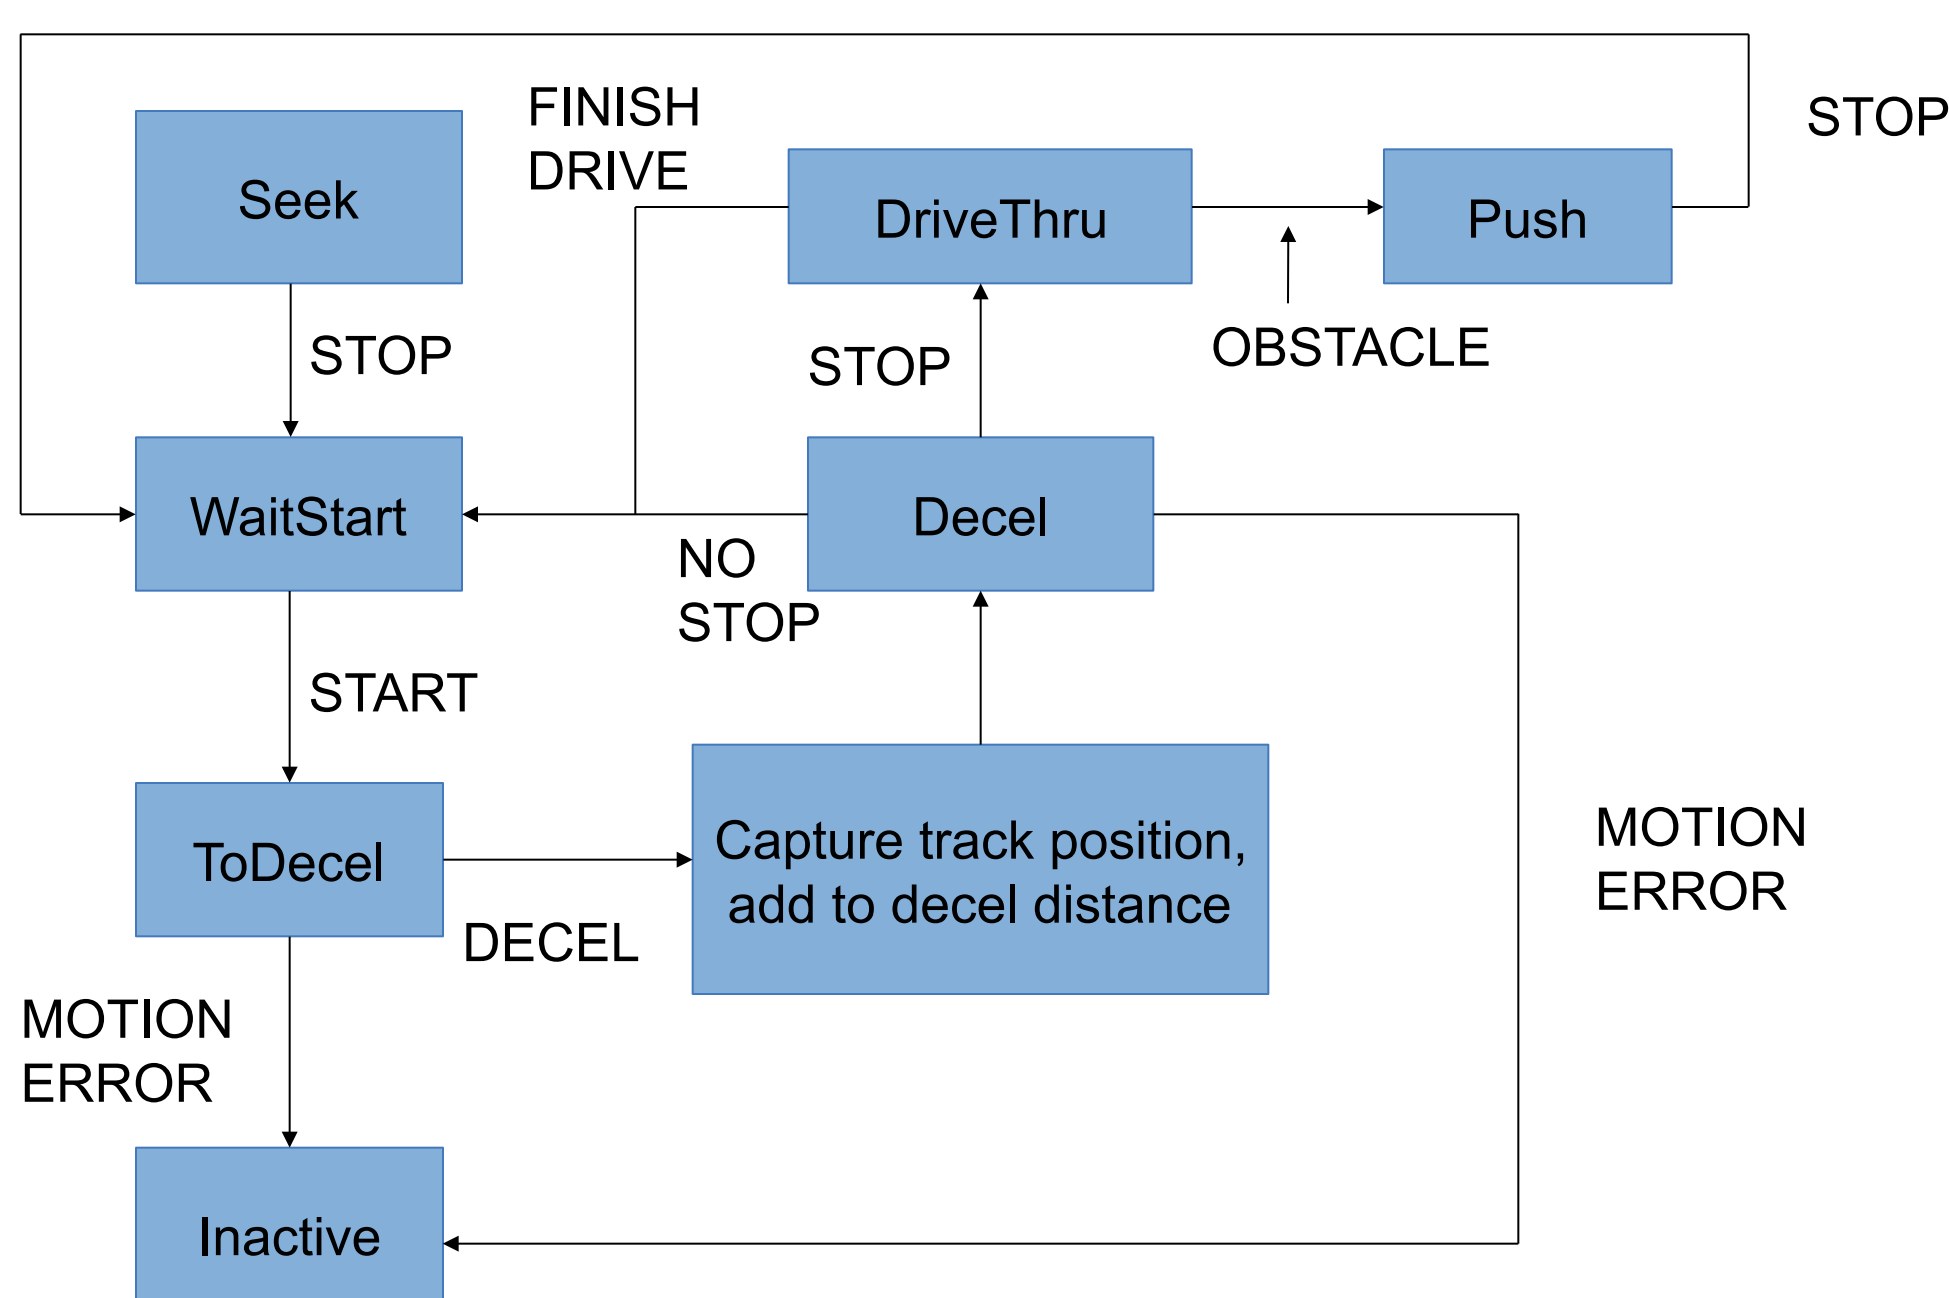 FINISH
DRIVE
STOP
Seek
DriveThru
Push
STOP
STOP
OBSTACLE
WaitStart
Decel
NO
STOP
START
ToDecel
Capture track position,
add to decel distance
MOTION
ERROR
DECEL
MOTION
ERROR
Inactive